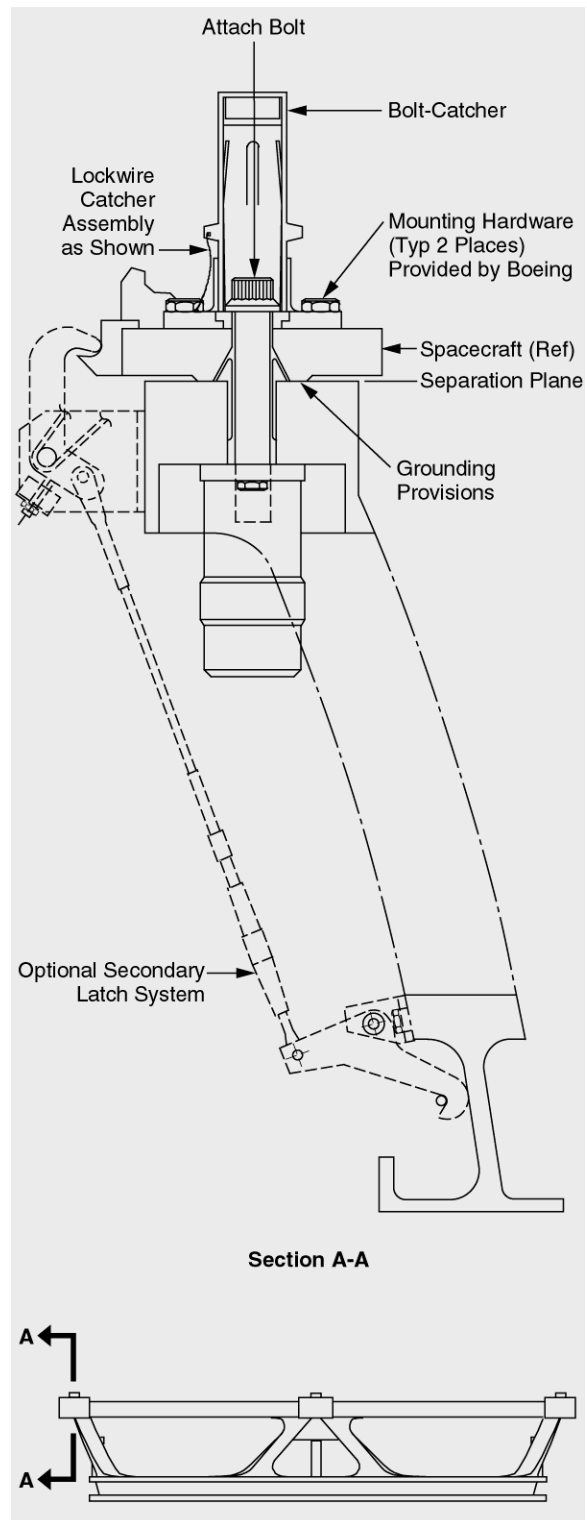 Attach Bolt
Bolt-Catcher
Lockwire
Catcher
Assembly
as Shown
Mounting Hardware
(Typ 2 Places)
Provided by Boeing
Spacecraft (Ref)
Separation Plane
Grounding
Provisions
Optional Secondary
Latch System
Section A-A
A
A